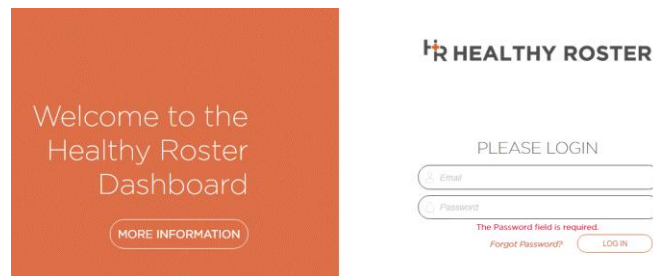 Welcome to the
Healthy Roster
Dashboard
MORE INFORMATION
HR HEALTHY ROSTER
PLEASE LOGIN
Email
Password
The Password field is required.
Forgot Password?
LOG IN